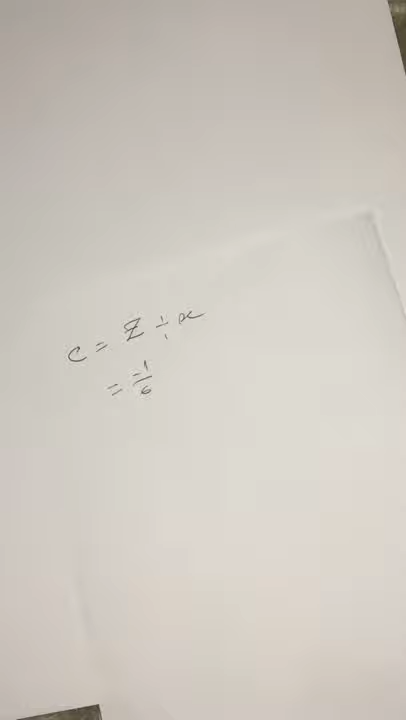 c = Z ÷ x
= -1/6